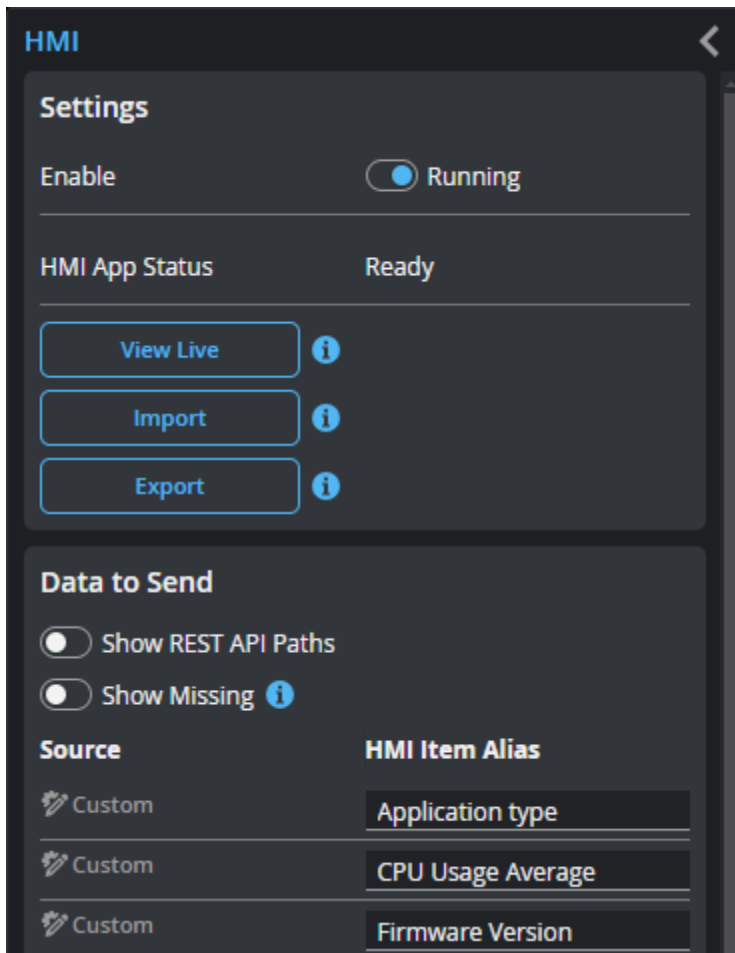 HMI
Settings
Enable Running
HMI App Status Ready
View Live
Import
Export
Data to Send
Show REST API Paths
Show Missing
Source HMI Item Alias
Custom Application type
Custom CPU Usage Average
Custom Firmware Version